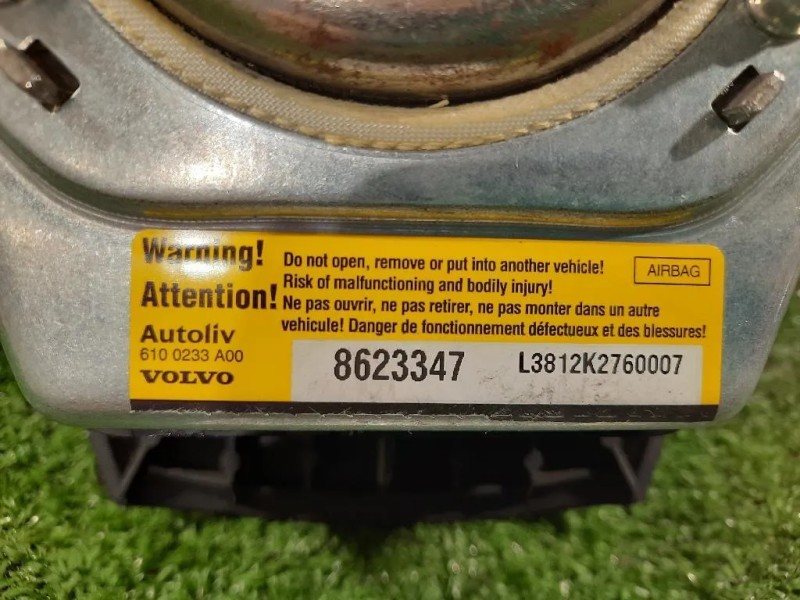 Warning!
Attention!
Do not open, remove or put into another vehicle!
Risk of malfunctioning and bodily injury!
Ne pas ouvrir, ne pas retirer, ne pas monter dans un autre
vehicule! Danger de fonctionnement défectueux et des blessures!
AIRBAG
Autoliv
610 0233 A00
VOLVO
8623347
L3812K2760007